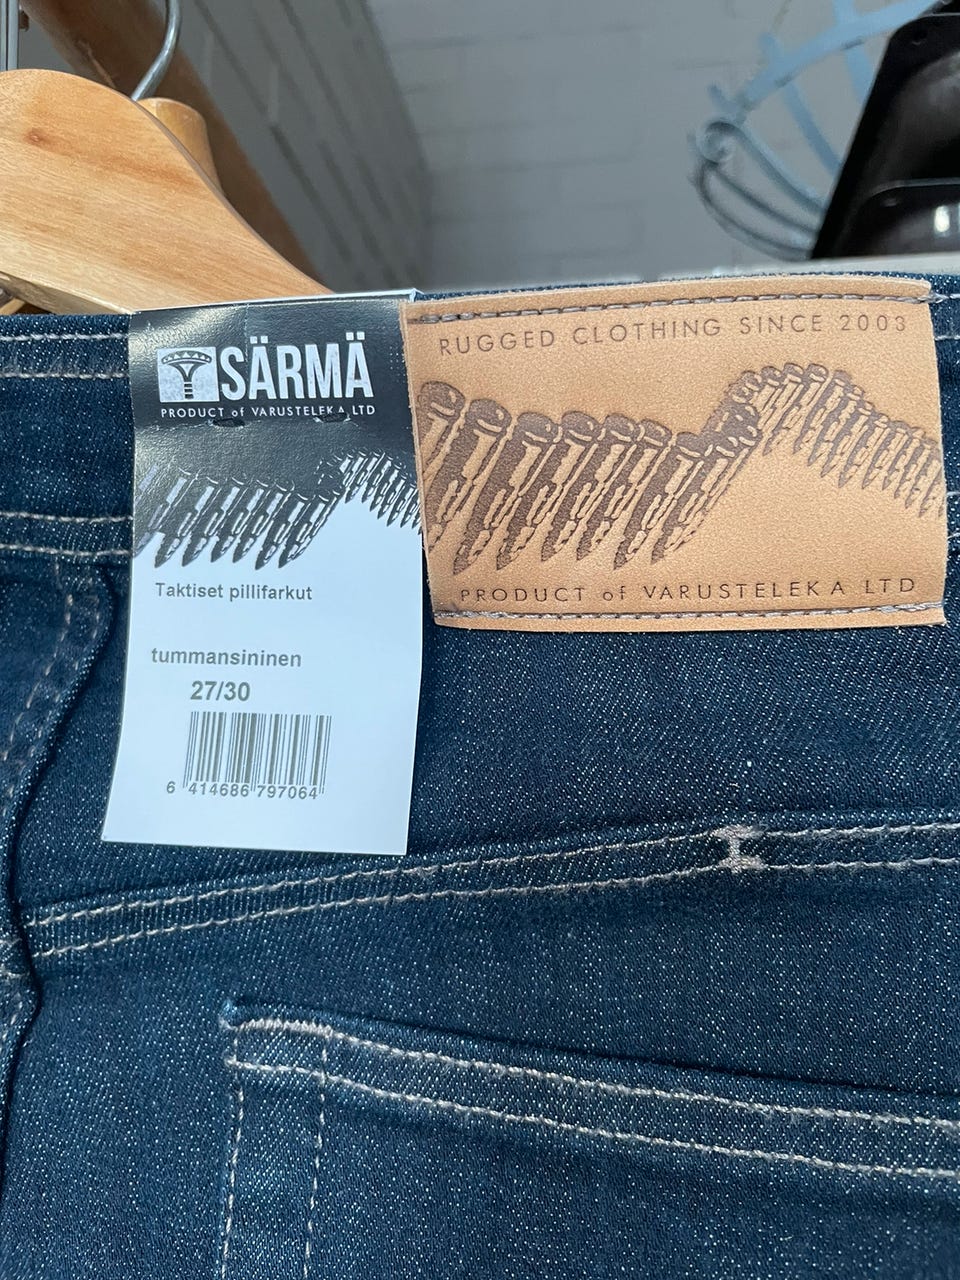 SÄRMÄ
PRODUCT of VARUSTELEKA LTD
Taktiset pillifarkut
tummansininen
27/30
6 414686 797064
RUGGED CLOTHING SINCE 2003
PRODUCT of VARUSTELEKA LTD